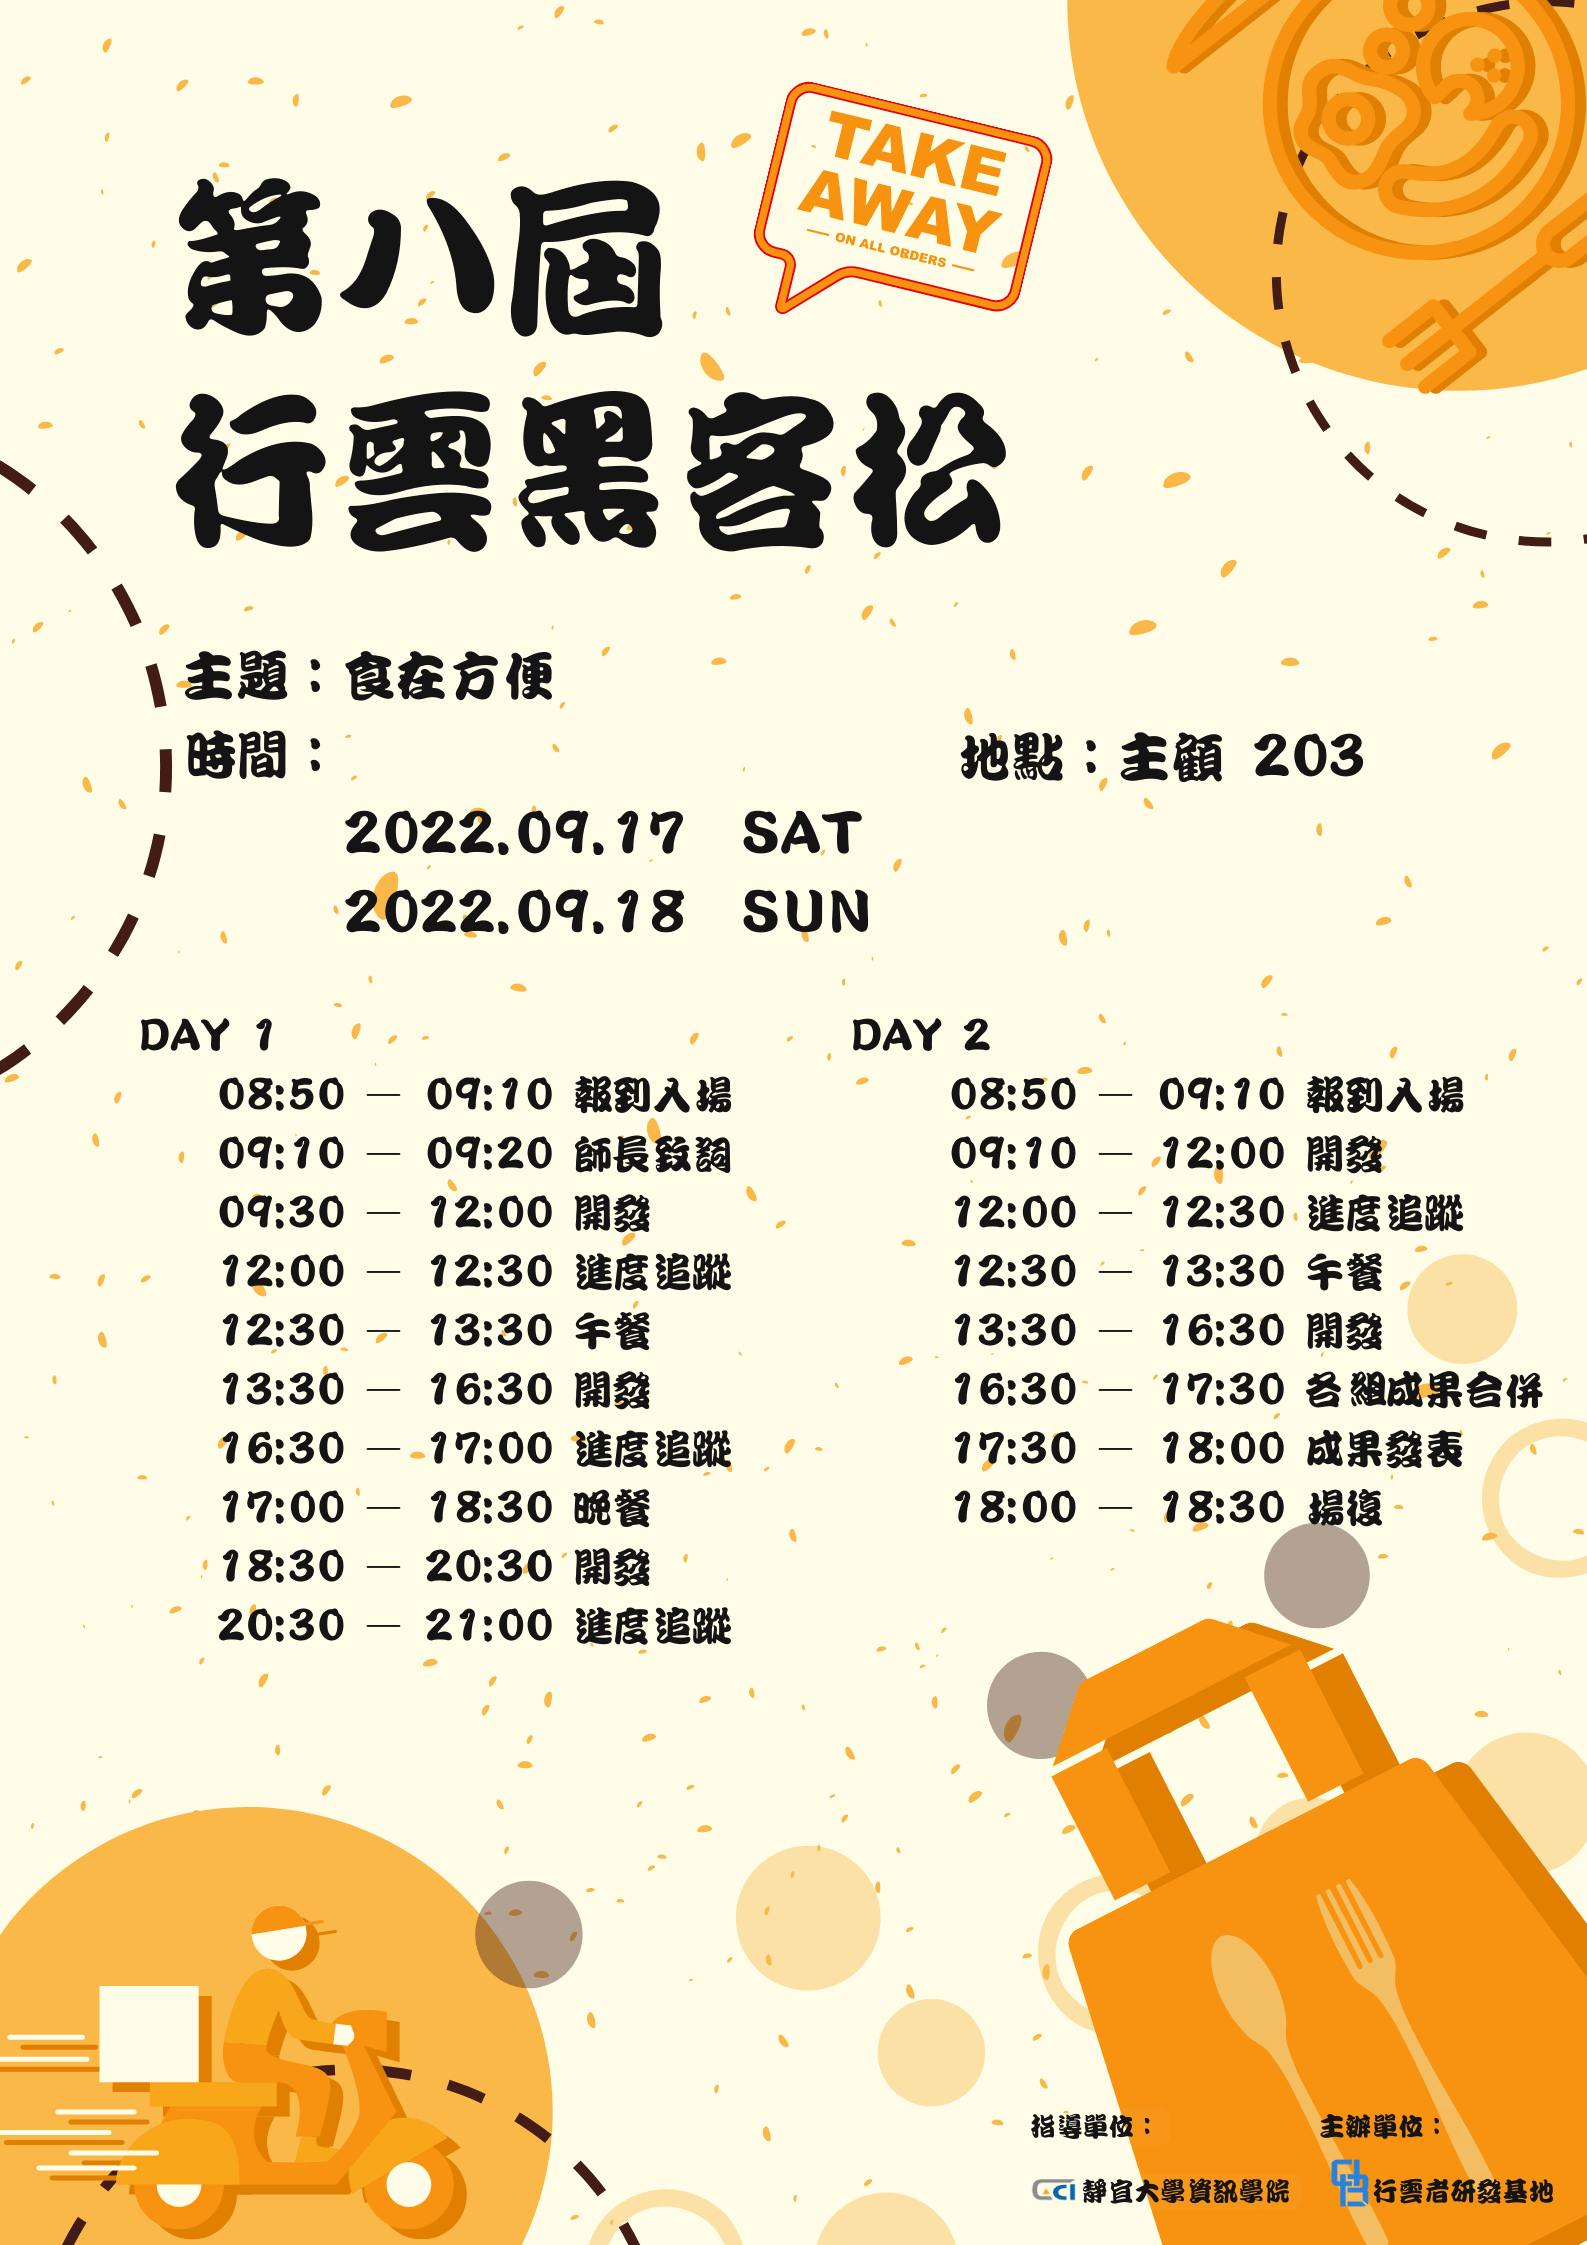 第八屆
TAKE
AWAY
— ON ALL ORDERS —
行雲黑客松
主題：食在方便
時間：
地點：主顧 203
2022.09.17 SAT
2022.09.18 SUN
DAY 1
08:50 — 09:10 報到入場
09:10 — 09:20 師長致詞
09:30 — 12:00 開發
12:00 — 12:30 進度追蹤
12:30 — 13:30 午餐
13:30 — 16:30 開發
16:30 — 17:00 進度追蹤
17:00 — 18:30 晚餐
18:30 — 20:30 開發
20:30 — 21:00 進度追蹤
DAY 2
08:50 — 09:10 報到入場
09:10 — 12:00 開發
12:00 — 12:30 進度追蹤
12:30 — 13:30 午餐
13:30 — 16:30 開發
16:30 — 17:30 各組成果合併
17:30 — 18:00 成果發表
18:00 — 18:30 場復
指導單位：
CCI 靜宜大學資訊學院
主辦單位：
行雲者研發基地